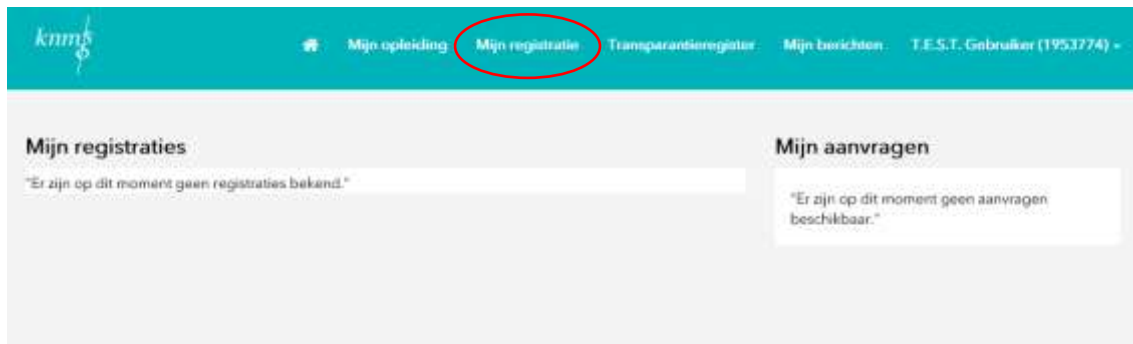 knmg
Mijn opleiding Mijn registratie Transparantieregister Mijn berichten T.E.S.T. Gebruiker (1953774)
Mijn registraties
"Er zijn op dit moment geen registraties bekend."
Mijn aanvragen
"Er zijn op dit moment geen aanvragen
beschikbaar."